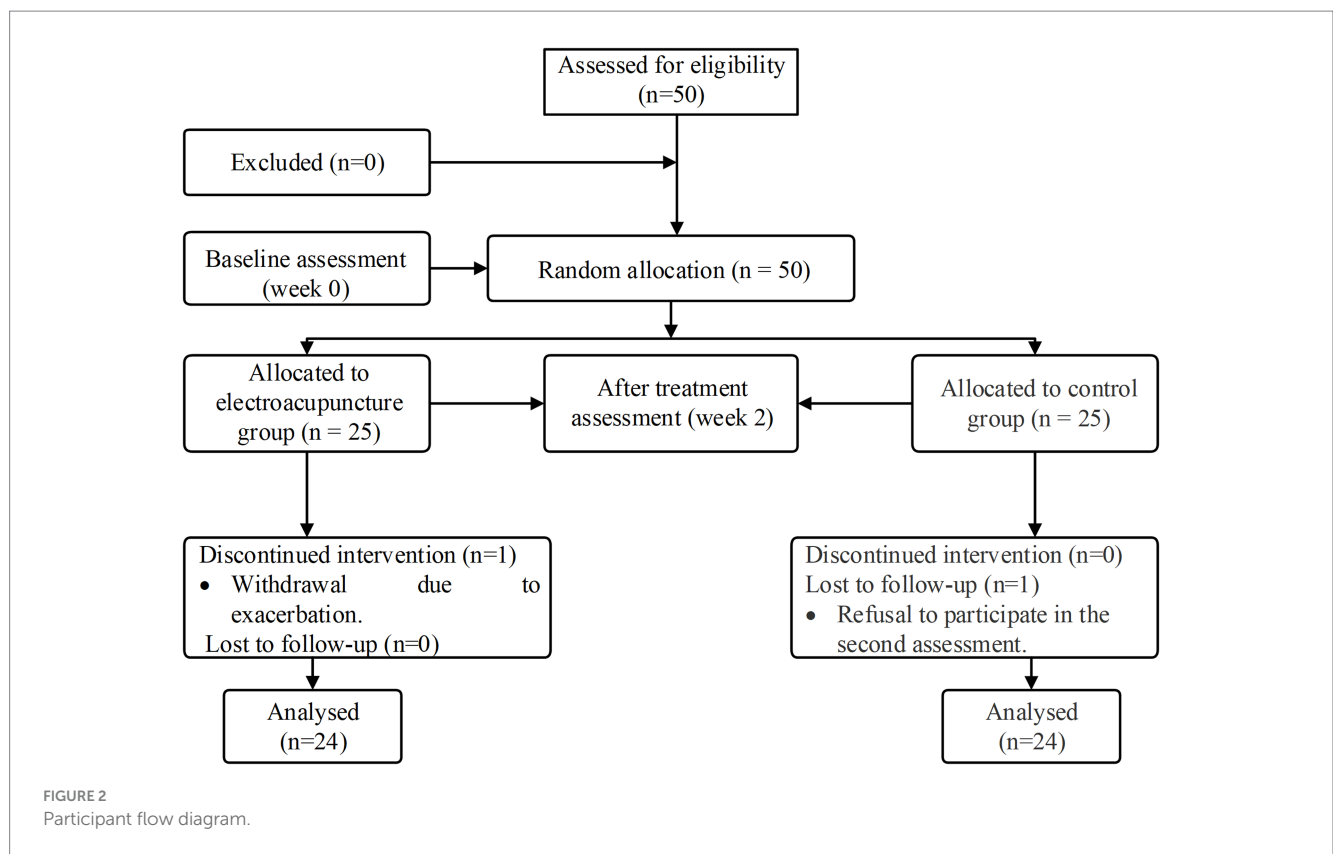 Assessed for eligibility
(n=50)
Excluded (n=0)
Baseline assessment
(week 0)
Random allocation (n = 50)
Allocated to
electroacupuncture
group (n = 25)
After treatment
assessment (week 2)
Allocated to control
group (n = 25)
Discontinued intervention (n=1)
• Withdrawal due to
exacerbation.
Lost to follow-up (n=0)
Discontinued intervention (n=0)
Lost to follow-up (n=1)
• Refusal to participate in the
second assessment.
Analysed
(n=24)
Analysed
(n=24)
FIGURE 2
Participant flow diagram.